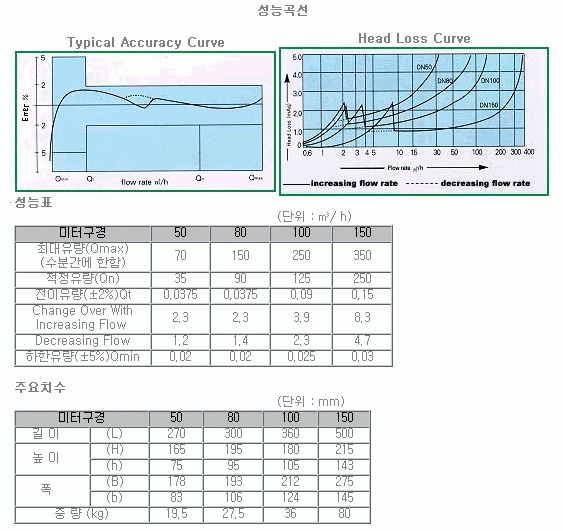 성능곡선
Typical Accuracy Curve
Head Loss Curve
Error %
5
2
2
5
Qmin Qt Qn Qmax
flow rate ㎥/h
Head Loss (mAq)
5.0
4.0
3.0
2.0
1.0
0
DN50 DN80 DN100 DN150
0.6 1 2 3 4 5 10 15 30 50 100 200 300 400
Flow rate ㎥/h
increasing flow rate decreasing flow rate
·성능표
(단위 : ㎥/ h)
미터구경 50 80 100 150
최대유량(Qmax)
(수분간에 한함) 70 150 250 350
적정유량(Qn) 35 90 125 250
전미유량(±2%)Qt 0.0375 0.0375 0.09 0.15
Change Over With
Increasing Flow 2.3 2.3 3.9 8.3
Decreasing Flow 1.2 1.4 2.3 4.7
하한유량(±5%)Qmin 0.02 0.02 0.025 0.03
주요치수
(단위 : mm)
미터구경 50 80 100 150
길 이 (L) 270 300 360 500
높 이 (H) 165 195 180 215
(h) 75 95 105 143
폭 (B) 178 193 212 275
(b) 83 106 124 145
중 량 (kg) 19.5 27.5 36 80